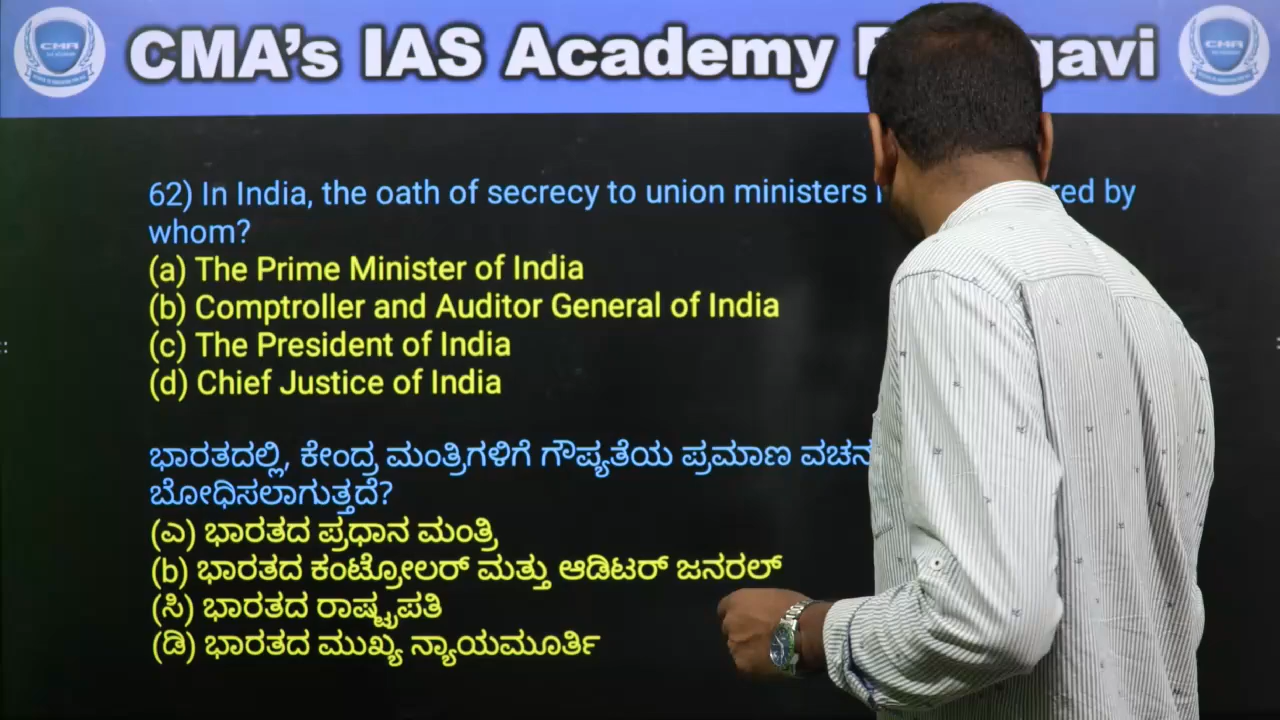 CMA's IAS Academy gavi
62) In India, the oath of secrecy to union ministers red by
whom?
(a) The Prime Minister of India
(b) Comptroller and Auditor General of India
(c) The President of India
(d) Chief Justice of India
ಭಾರತದಲ್ಲಿ, ಕೇಂದ್ರ ಮಂತ್ರಿಗಳಿಗೆ ಗೌಪ್ಯತೆಯ ಪ್ರಮಾಣ ವಚನ
ಬೋಧಿಸಲಾಗುತ್ತದೆ?
(ಎ) ಭಾರತದ ಪ್ರಧಾನ ಮಂತ್ರಿ
(b) ಭಾರತದ ಕಂಟ್ರೋಲರ್ ಮತ್ತು ಆಡಿಟರ್ ಜನರಲ್
(ಸಿ) ಭಾರತದ ರಾಷ್ಟ್ರಪತಿ
(ಡಿ) ಭಾರತದ ಮುಖ್ಯ ನ್ಯಾಯಮೂರ್ತಿ